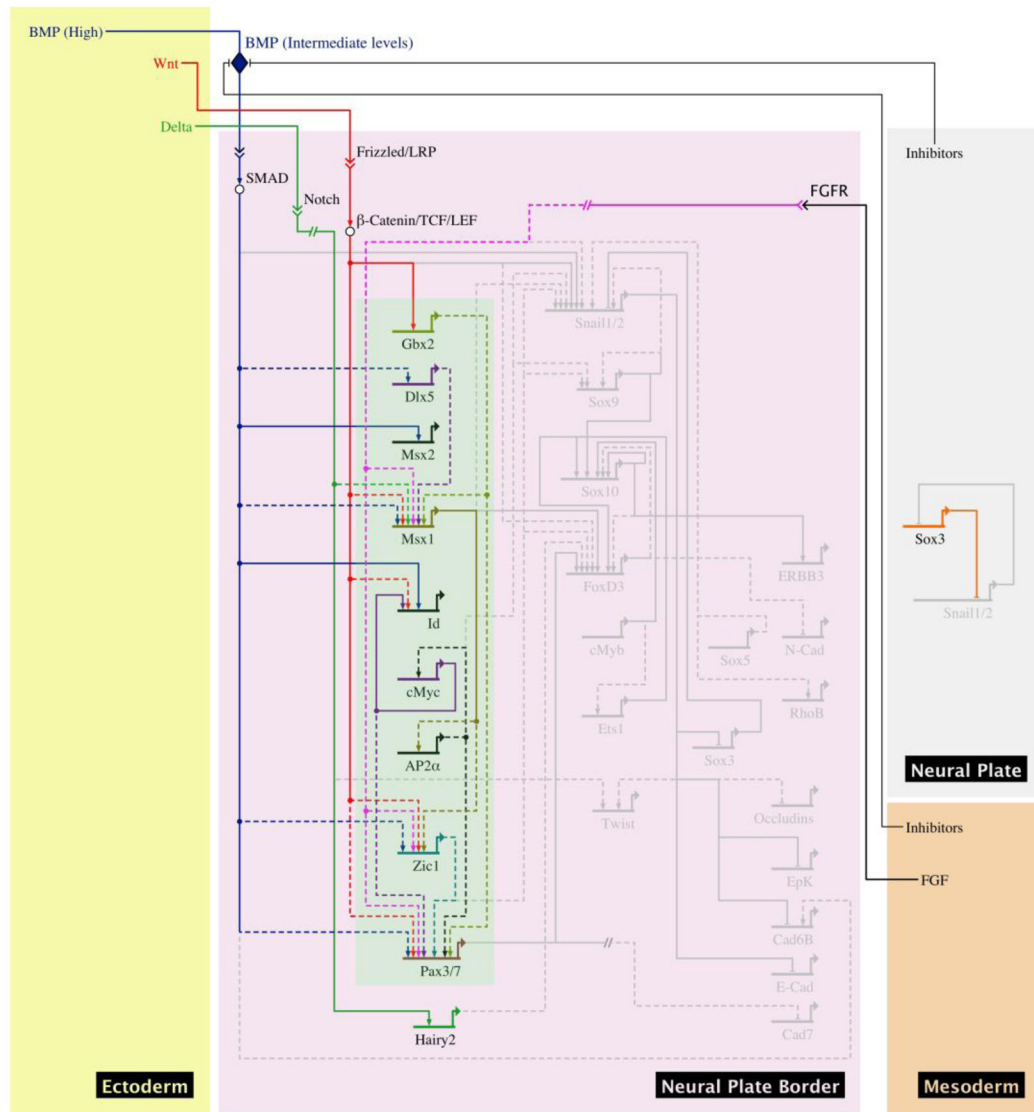 BMP (High)
BMP (Intermediate levels)
Wnt
Delta
Inhibitors
Frizzled/LRP
SMAD
Notch
FGFR
β-Catenin/TCF/LEF
Snail1/2
Gbx2
Dlx5
Sox9
Msx2
Sox10
Msx1
Sox3
ERBB3
FoxD3
Snail1/2
Id
cMyb
Sox5
N-Cad
cMyc
RhoB
Ets1
Sox3
AP2α
Neural Plate
Twist
Occludins
Inhibitors
Zic1
EpK
FGF
Cad6B
Pax3/7
E-Cad
Hairy2
Cad7
Ectoderm
Neural Plate Border
Mesoderm